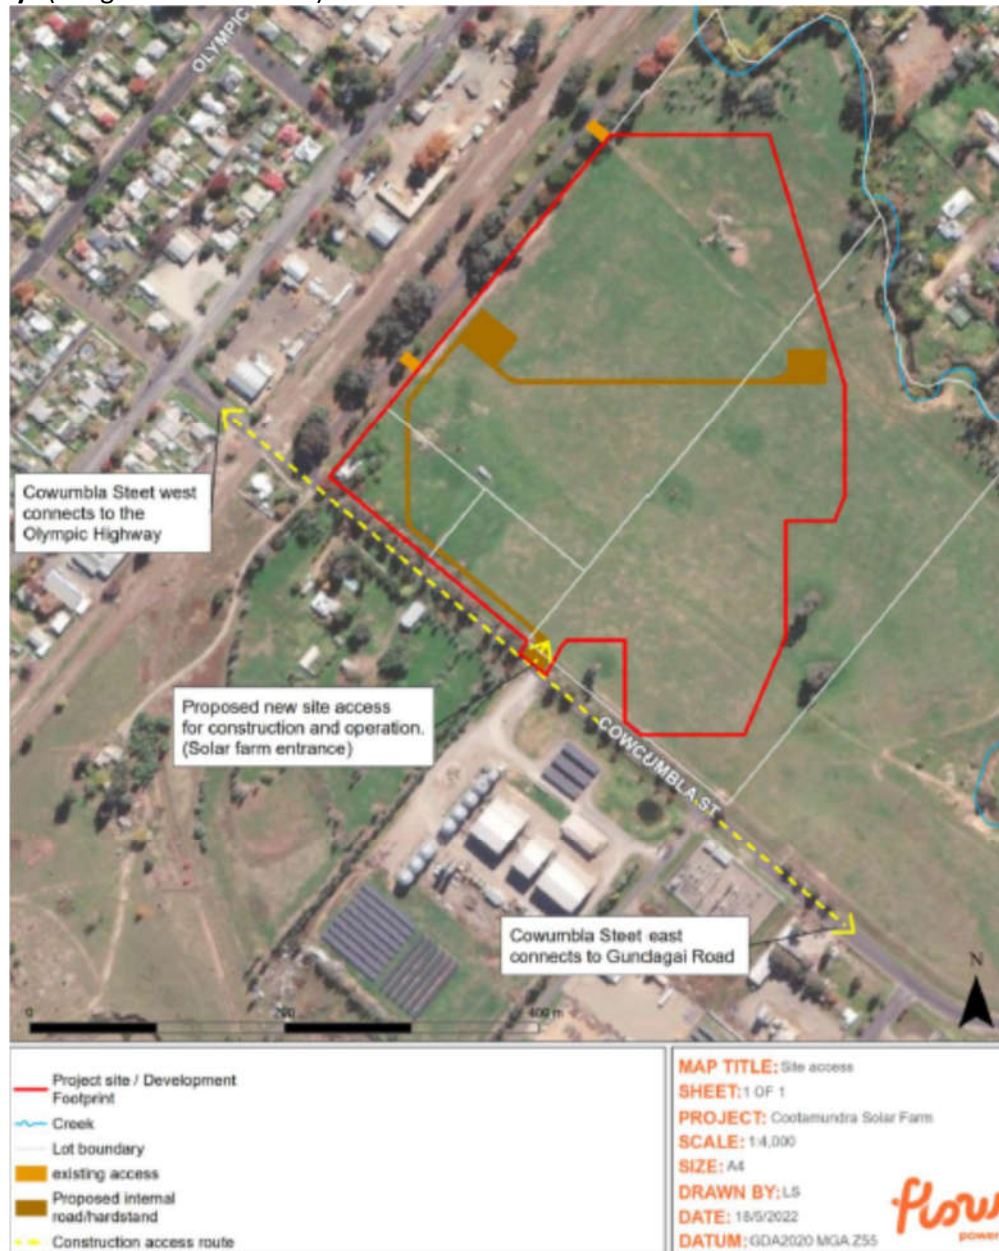 OLYMPIC
Cowumbla Steet west
connects to the
Olympic Highway
Proposed new site access
for construction and operation.
(Solar farm entrance)
COWCUMBLA ST
Cowumbla Steet east
connects to Gundagai Road
N
0
200
400 m
Project site / Development
Footprint
Creek
Lot boundary
existing access
Proposed internal
road/hardstand
Construction access route
MAP TITLE: Site access
SHEET: 1 OF 1
PROJECT: Cootamundra Solar Farm
SCALE: 1:4,000
SIZE: A4
DRAWN BY: LS
DATE: 18/5/2022
DATUM: GDA2020 MGA Z55
flow
power